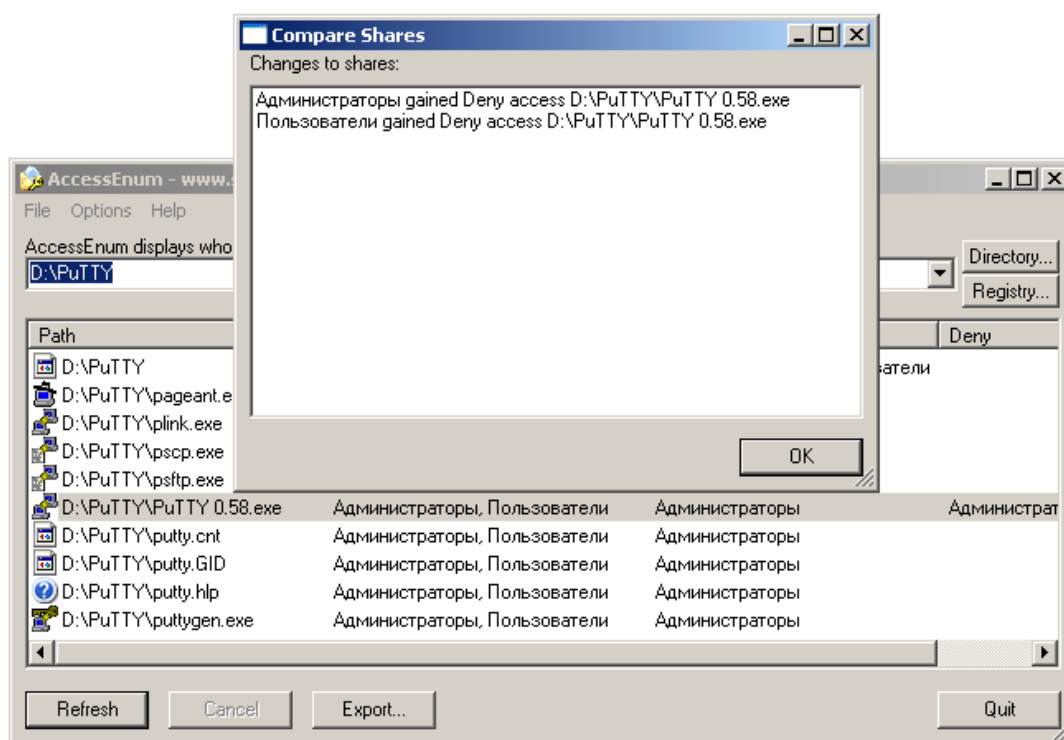 Compare Shares
Changes to shares:
Администраторы gained Deny access D:\PuTTY\PuTTY 0.58.exe
Пользователи gained Deny access D:\PuTTY\PuTTY 0.58.exe
AccessEnum - www.
File Options Help
AccessEnum displays who
D:\PuTTY
Directory...
Registry...
Path Deny
D:\PuTTY
D:\PuTTY\pageant.e
D:\PuTTY\plink.exe
D:\PuTTY\pscp.exe
D:\PuTTY\psftp.exe
D:\PuTTY\PuTTY 0.58.exe Администраторы, Пользователи Администраторы Администрат
D:\PuTTY\putty.cnt Администраторы, Пользователи Администраторы
D:\PuTTY\putty.GID Администраторы, Пользователи Администраторы
D:\PuTTY\putty.hlp Администраторы, Пользователи Администраторы
D:\PuTTY\puttygen.exe Администраторы, Пользователи Администраторы
OK
Refresh Cancel Export... Quit